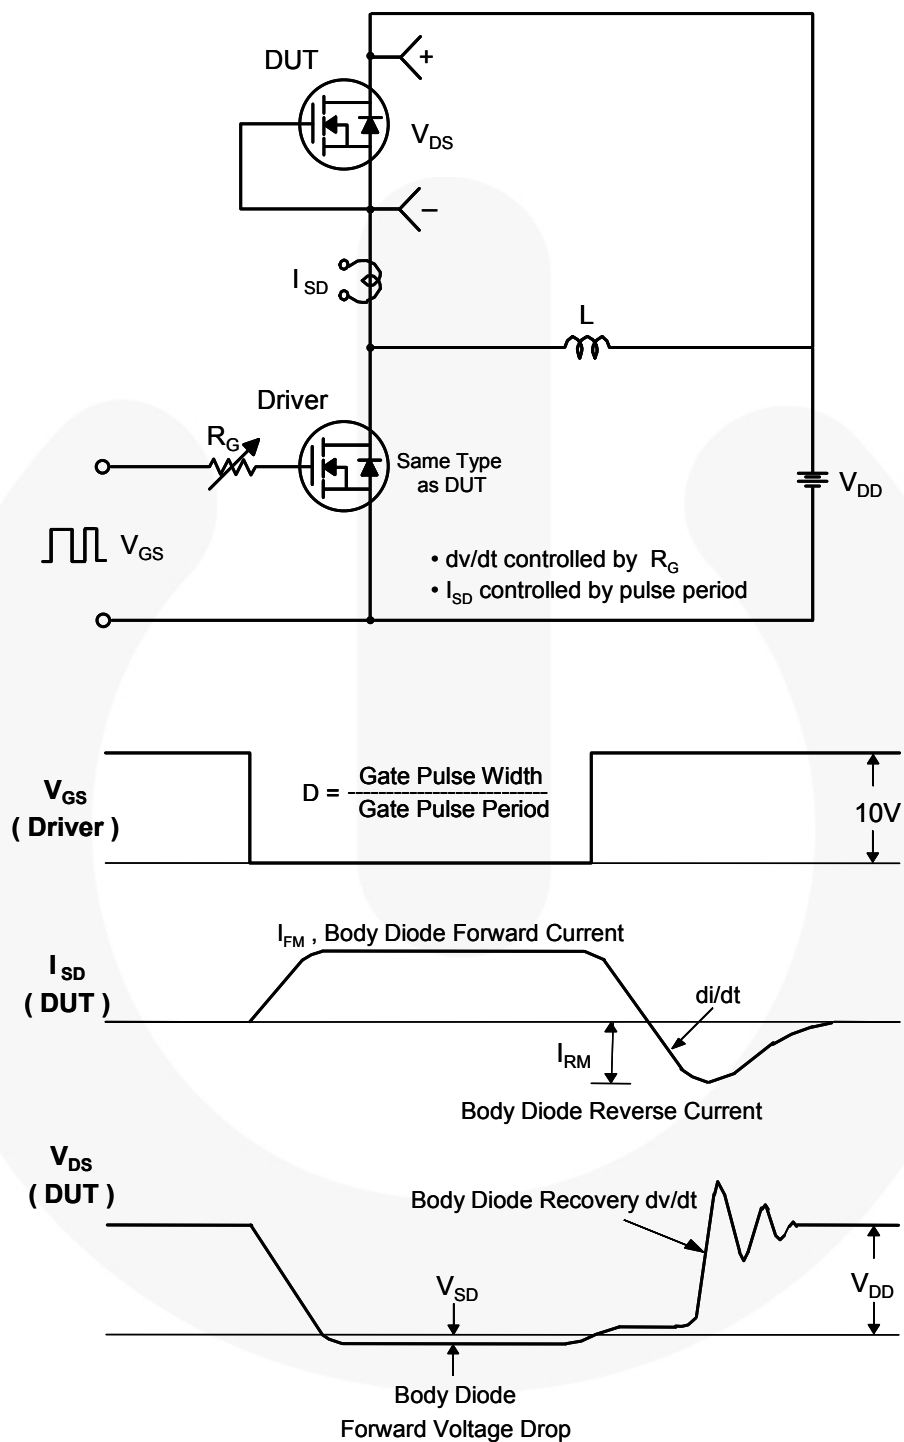 DUT
+
V_DS
−
I_SD
L
Driver
R_G
Same Type
as DUT
V_DD
V_GS
• dv/dt controlled by R_G
• I_SD controlled by pulse period
V_GS
( Driver )
D = Gate Pulse Width
Gate Pulse Period
10V
I_FM , Body Diode Forward Current
I_SD
( DUT )
di/dt
I_RM
Body Diode Reverse Current
V_DS
( DUT )
Body Diode Recovery dv/dt
V_SD
V_DD
Body Diode
Forward Voltage Drop